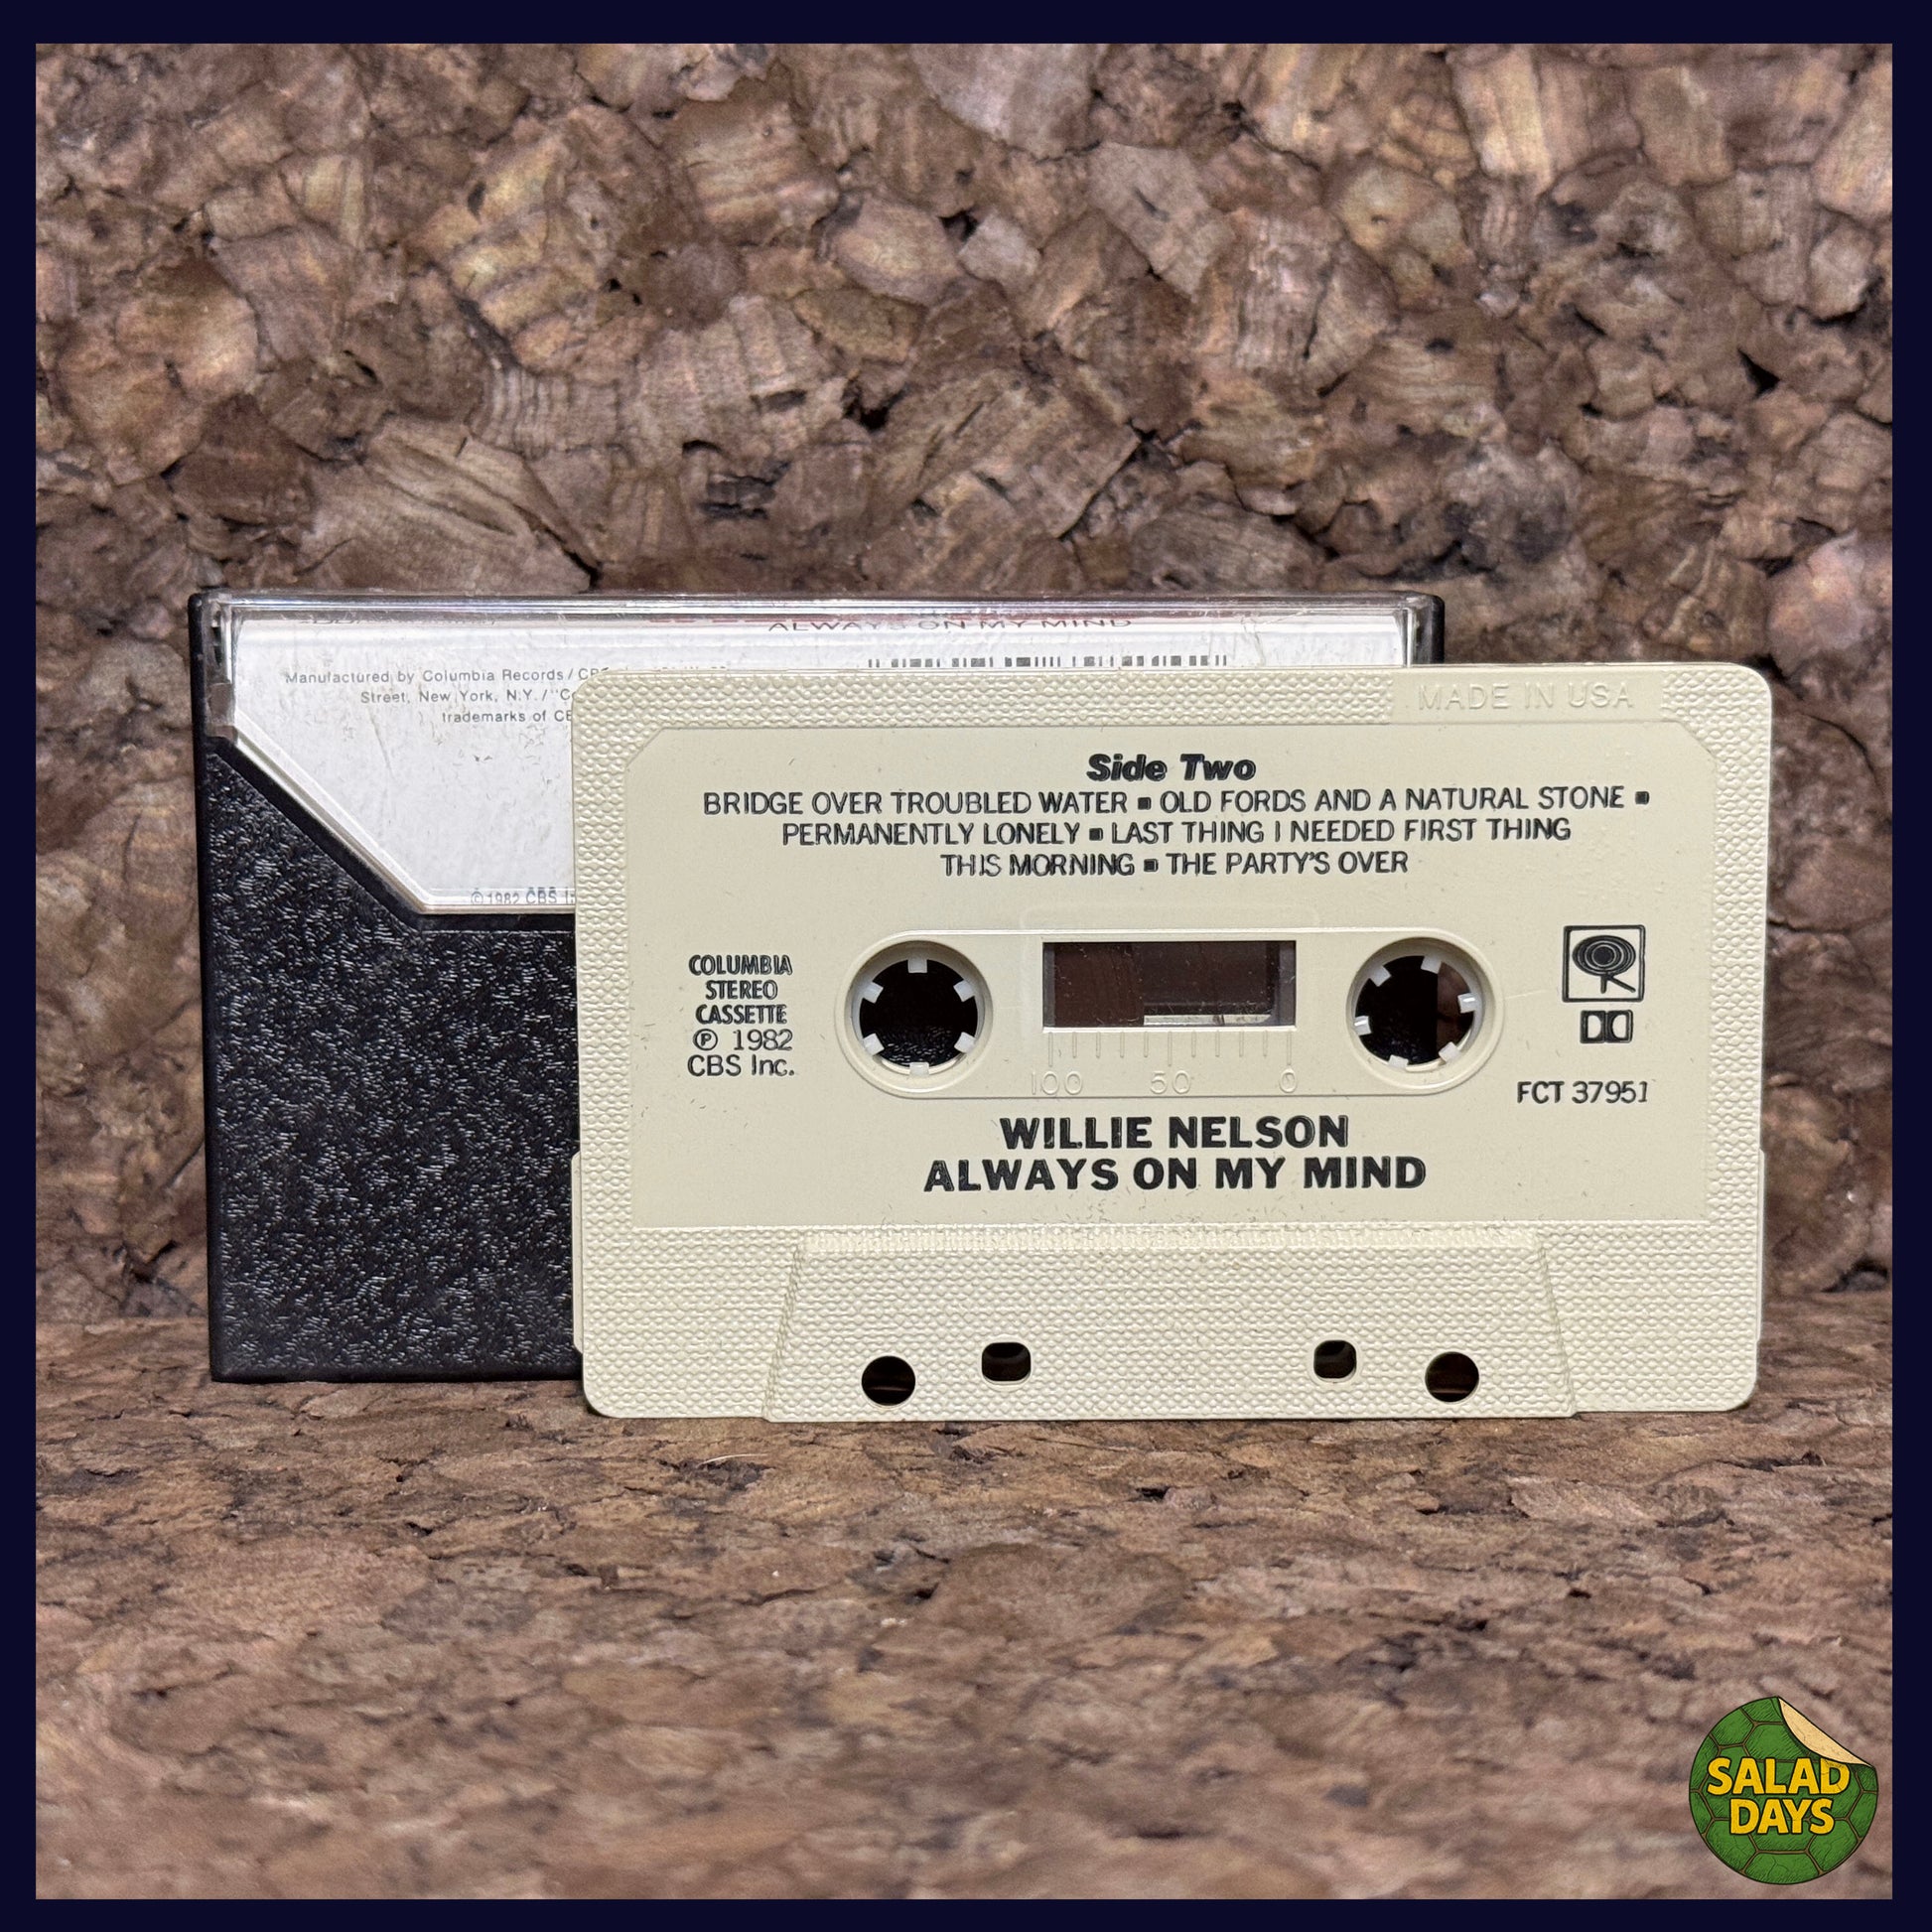 ALWAYS ON MY MIND
Manufactured by Columbia Records / 
Street, New York, N.Y. /
trademarks of
© 1982 CBS
MADE IN USA
Side Two
BRIDGE OVER TROUBLED WATER ■ OLD FORDS AND A NATURAL STONE ■
PERMANENTLY LONELY ■ LAST THING I NEEDED FIRST THING
THIS MORNING ■ THE PARTY'S OVER
COLUMBIA
STEREO
CASSETTE
℗ 1982
CBS Inc.
100 50 0
FCT 37951
WILLIE NELSON
ALWAYS ON MY MIND
SALAD
DAYS